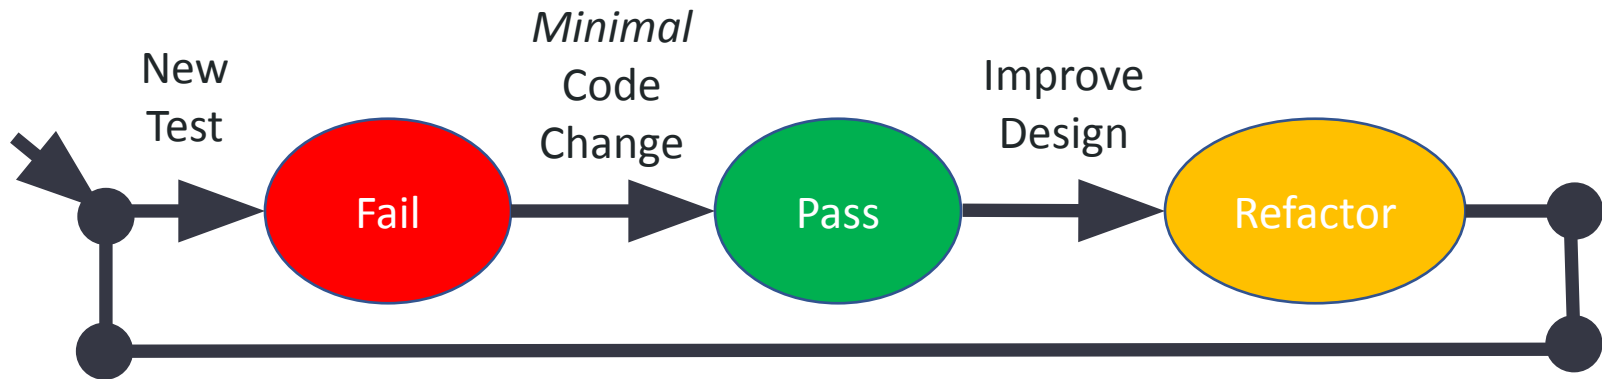 New
Test
Fail
Minimal
Code
Change
Pass
Improve
Design
Refactor